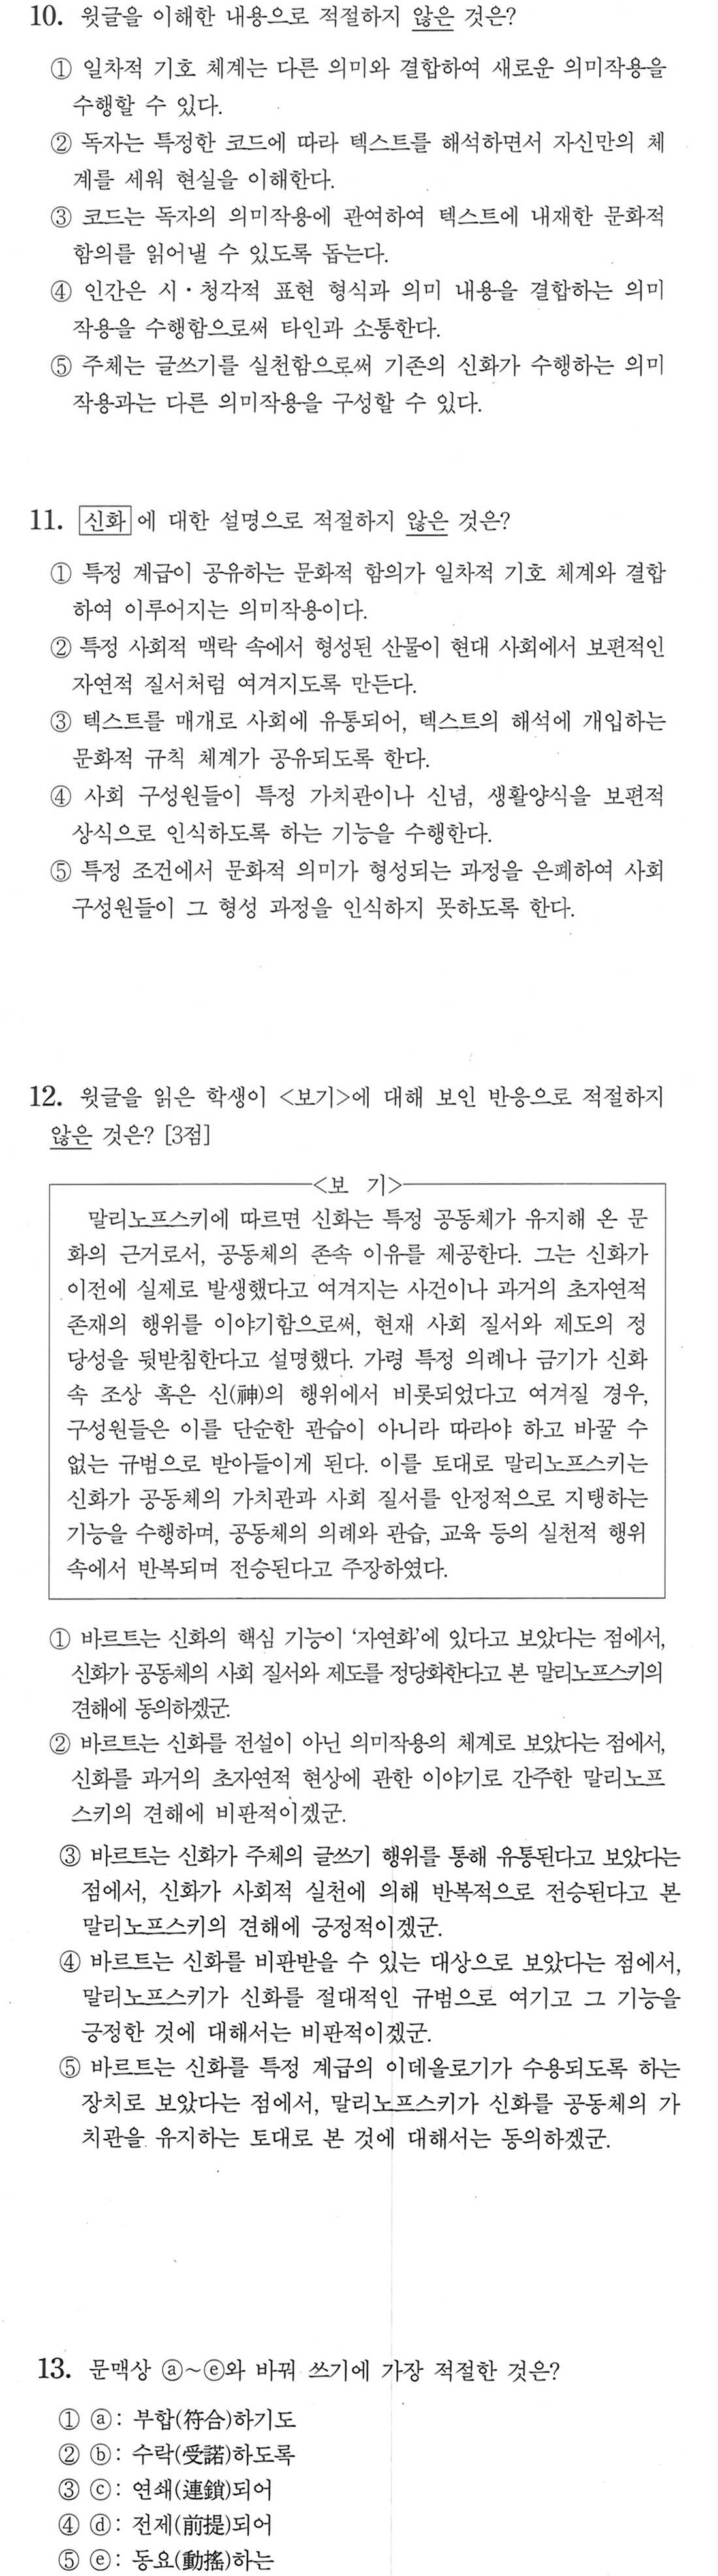 10. 윗글을 이해한 내용으로 적절하지 않은 것은?
① 일차적 기호 체계는 다른 의미와 결합하여 새로운 의미작용을
수행할 수 있다.
② 독자는 특정한 코드에 따라 텍스트를 해석하면서 자신만의 체
계를 세워 현실을 이해한다.
③ 코드는 독자의 의미작용에 관여하여 텍스트에 내재한 문화적
함의를 읽어낼 수 있도록 돕는다.
④ 인간은 시·청각적 표현 형식과 의미 내용을 결합하는 의미
작용을 수행함으로써 타인과 소통한다.
⑤ 주체는 글쓰기를 실천함으로써 기존의 신화가 수행하는 의미
작용과는 다른 의미작용을 구성할 수 있다.
11. 신화에 대한 설명으로 적절하지 않은 것은?
① 특정 계급이 공유하는 문화적 함의가 일차적 기호 체계와 결합
하여 이루어지는 의미작용이다.
② 특정 사회적 맥락 속에서 형성된 산물이 현대 사회에서 보편적인
자연적 질서처럼 여겨지도록 만든다.
③ 텍스트를 매개로 사회에 유통되어, 텍스트의 해석에 개입하는
문화적 규칙 체계가 공유되도록 한다.
④ 사회 구성원들이 특정 가치관이나 신념, 생활양식을 보편적
상식으로 인식하도록 하는 기능을 수행한다.
⑤ 특정 조건에서 문화적 의미가 형성되는 과정을 은폐하여 사회
구성원들이 그 형성 과정을 인식하지 못하도록 한다.
12. 윗글을 읽은 학생이 <보기>에 대해 보인 반응으로 적절하지
않은 것은? [3점]
<보 기>
말리노프스키에 따르면 신화는 특정 공동체가 유지해 온 문
화의 근거로서, 공동체의 존속 이유를 제공한다. 그는 신화가
이전에 실제로 발생했다고 여겨지는 사건이나 과거의 초자연적
존재의 행위를 이야기함으로써, 현재 사회 질서와 제도의 정
당성을 뒷받침한다고 설명했다. 가령 특정 의례나 금기가 신화
속 조상 혹은 신(神)의 행위에서 비롯되었다고 여겨질 경우,
구성원들은 이를 단순한 관습이 아니라 따라야 하고 바꿀 수
없는 규범으로 받아들이게 된다. 이를 토대로 말리노프스키는
신화가 공동체의 가치관과 사회 질서를 안정적으로 지탱하는
기능을 수행하며, 공동체의 의례와 관습, 교육 등의 실천적 행위
속에서 반복되며 전승된다고 주장하였다.
① 바르트는 신화의 핵심 기능이 ‘자연화’에 있다고 보았다는 점에서,
신화가 공동체의 사회 질서와 제도를 정당화한다고 본 말리노프스키의
견해에 동의하겠군.
② 바르트는 신화를 전설이 아닌 의미작용의 체계로 보았다는 점에서,
신화를 과거의 초자연적 현상에 관한 이야기로 간주한 말리노프
스키의 견해에 비판적이겠군.
③ 바르트는 신화가 주체의 글쓰기 행위를 통해 유통된다고 보았다는
점에서, 신화가 사회적 실천에 의해 반복적으로 전승된다고 본
말리노프스키의 견해에 긍정적이겠군.
④ 바르트는 신화를 비판받을 수 있는 대상으로 보았다는 점에서,
말리노프스키가 신화를 절대적인 규범으로 여기고 그 기능을
긍정한 것에 대해서는 비판적이겠군.
⑤ 바르트는 신화를 특정 계급의 이데올로기가 수용되도록 하는
장치로 보았다는 점에서, 말리노프스키가 신화를 공동체의 가
치관을 유지하는 토대로 본 것에 대해서는 동의하겠군.
13. 문맥상 ⓐ~ⓔ와 바꿔 쓰기에 가장 적절한 것은?
① ⓐ: 부합(符合)하기도
② ⓑ: 수락(受諾)하도록
③ ⓒ: 연쇄(連鎖)되어
④ ⓓ: 전제(前提)되어
⑤ ⓔ: 동요(動搖)하는